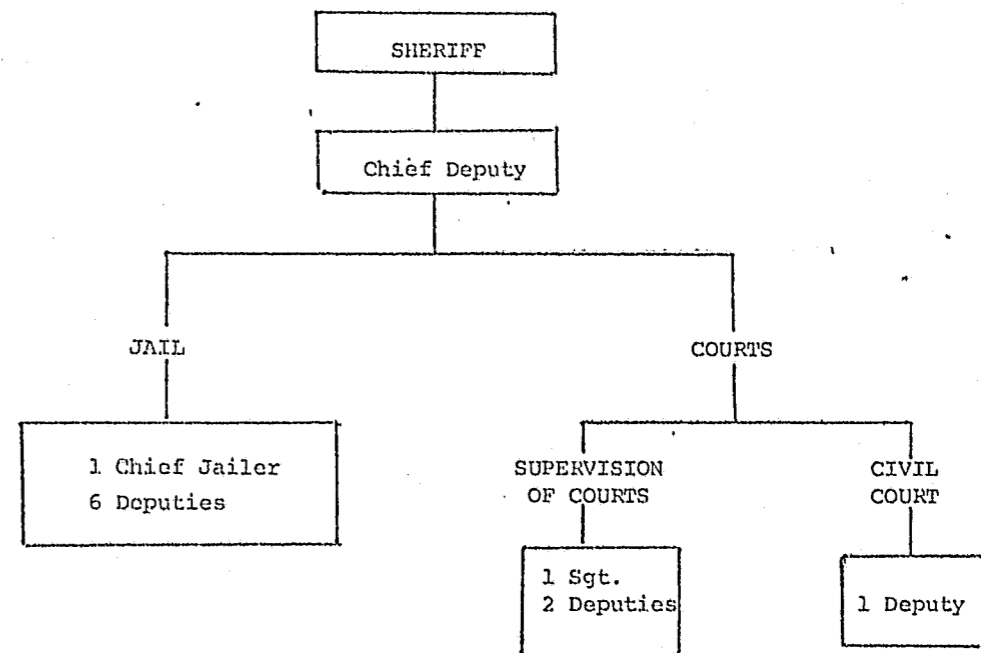 SHERIFF
Chief Deputy
JAIL
COURTS
1 Chief Jailer
6 Deputies
SUPERVISION
OF COURTS
CIVIL
COURT
1 Sgt.
2 Deputies
1 Deputy